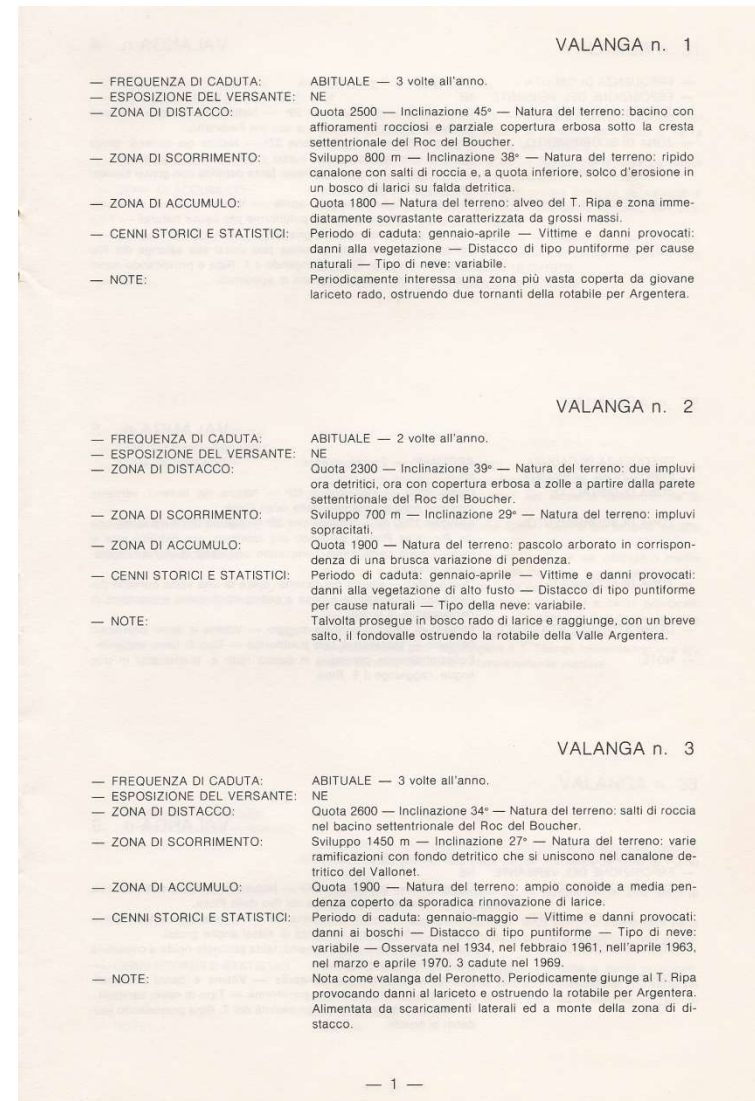 VALANGA n. 1
— FREQUENZA DI CADUTA: ABITUALE — 3 volte all'anno.
— ESPOSIZIONE DEL VERSANTE: NE
— ZONA DI DISTACCO: Quota 2500 — Inclinazione 45° — Natura del terreno: bacino con
affioramenti rocciosi e parziale copertura erbosa sotto la cresta
settentrionale del Roc del Boucher.
— ZONA DI SCORRIMENTO: Sviluppo 800 m — Inclinazione 38° — Natura del terreno: ripido
canalone con salti di roccia e, a quota inferiore, solco d'erosione in
un bosco di larici su falda detritica.
— ZONA DI ACCUMULO: Quota 1800 — Natura del terreno: alveo del T. Ripa e zona imme-
diatamente sovrastante caratterizzata da grossi massi.
— CENNI STORICI E STATISTICI: Periodo di caduta: gennaio-aprile — Vittime e danni provocati:
danni alla vegetazione — Distacco di tipo puntiforme per cause
naturali — Tipo di neve: variabile.
— NOTE: Periodicamente interessa una zona più vasta coperta da giovane
lariceto rado, ostruendo due tornanti della rotabile per Argentera.
VALANGA n. 2
— FREQUENZA DI CADUTA: ABITUALE — 2 volte all'anno.
— ESPOSIZIONE DEL VERSANTE: NE
— ZONA DI DISTACCO: Quota 2300 — Inclinazione 39° — Natura del terreno: due impluvi
ora detritici, ora con copertura erbosa a zolle a partire dalla parete
settentrionale del Roc del Boucher.
— ZONA DI SCORRIMENTO: Sviluppo 700 m — Inclinazione 29° — Natura del terreno: impluvi
sopracitati.
— ZONA DI ACCUMULO: Quota 1900 — Natura del terreno: pascolo arborato in corrispon-
denza di una brusca variazione di pendenza.
— CENNI STORICI E STATISTICI: Periodo di caduta: gennaio-aprile — Vittime e danni provocati:
danni alla vegetazione di alto fusto — Distacco di tipo puntiforme
per cause naturali — Tipo della neve: variabile.
— NOTE: Talvolta prosegue in bosco rado di larice e raggiunge, con un breve
salto, il fondovalle ostruendo la rotabile della Valle Argentera.
VALANGA n. 3
— FREQUENZA DI CADUTA: ABITUALE — 3 volte all'anno.
— ESPOSIZIONE DEL VERSANTE: NE
— ZONA DI DISTACCO: Quota 2600 — Inclinazione 34° — Natura del terreno: salti di roccia
nel bacino settentrionale del Roc del Boucher.
— ZONA DI SCORRIMENTO: Sviluppo 1450 m — Inclinazione 27° — Natura del terreno: varie
ramificazioni con fondo detritico che si uniscono nel canalone de-
tritico del Vallonet.
— ZONA DI ACCUMULO: Quota 1900 — Natura del terreno: ampio conoide a media pen-
denza coperto da sporadica rinnovazione di larice.
— CENNI STORICI E STATISTICI: Periodo di caduta: gennaio-maggio — Vittime e danni provocati:
danni ai boschi — Distacco di tipo puntiforme — Tipo di neve:
variabile — Osservata nel 1934, nel febbraio 1961, nell'aprile 1963,
nel marzo e aprile 1970. 3 cadute nel 1969.
— NOTE: Nota come valanga del Peronetto. Periodicamente giunge al T. Ripa
provocando danni al lariceto e ostruendo la rotabile per Argentera.
Alimentata da scaricamenti laterali ed a monte della zona di di-
stacco.
— 1 —